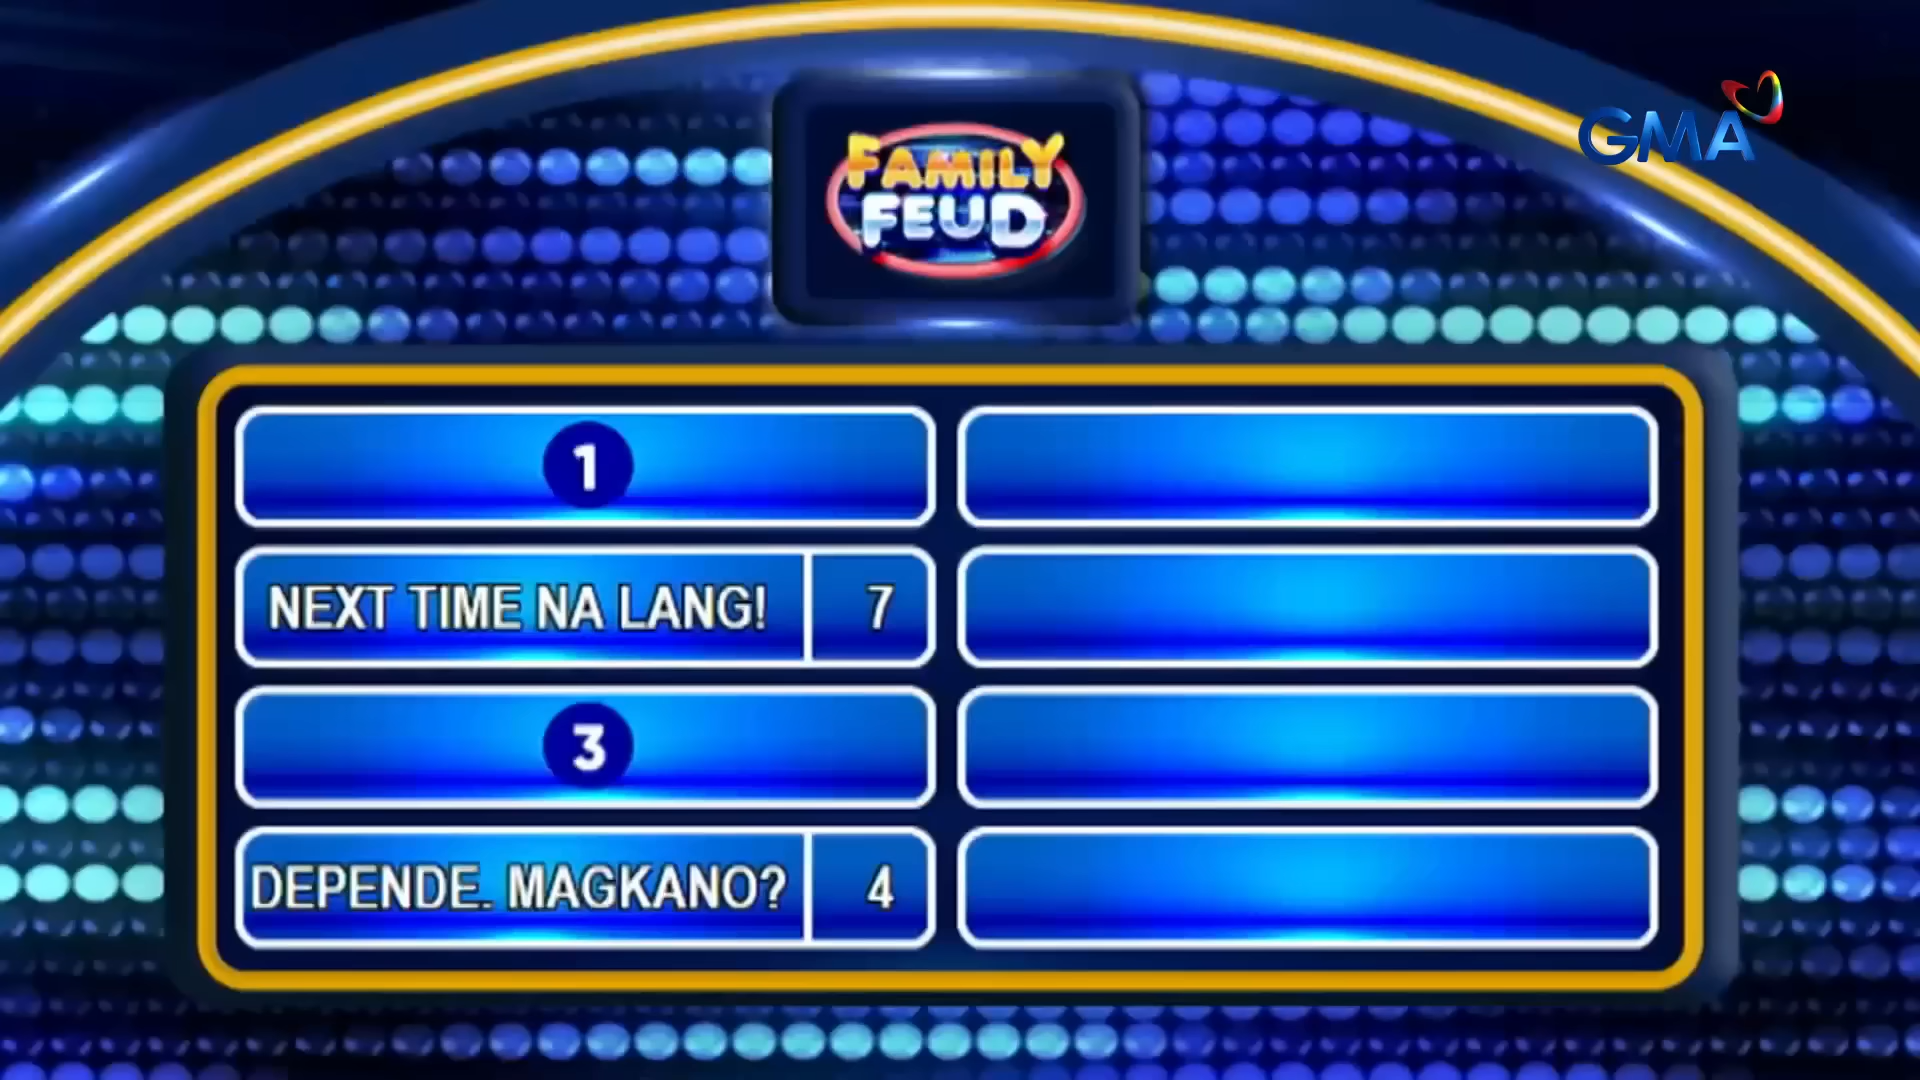 FAMILY
FEUD
GMA
1
NEXT TIME NA LANG! 7
3
DEPENDE. MAGKANO? 4